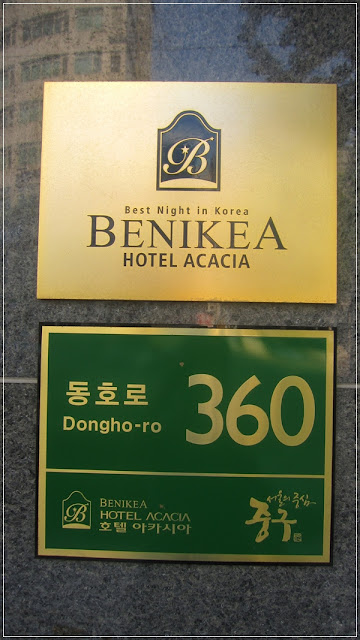 B
Best Night in Korea
BENIKEA
HOTEL ACACIA
동호로
Dongho-ro
360
B
BENIKEA
HOTEL ACACIA
호텔 아카시아
서울의 중심
중구